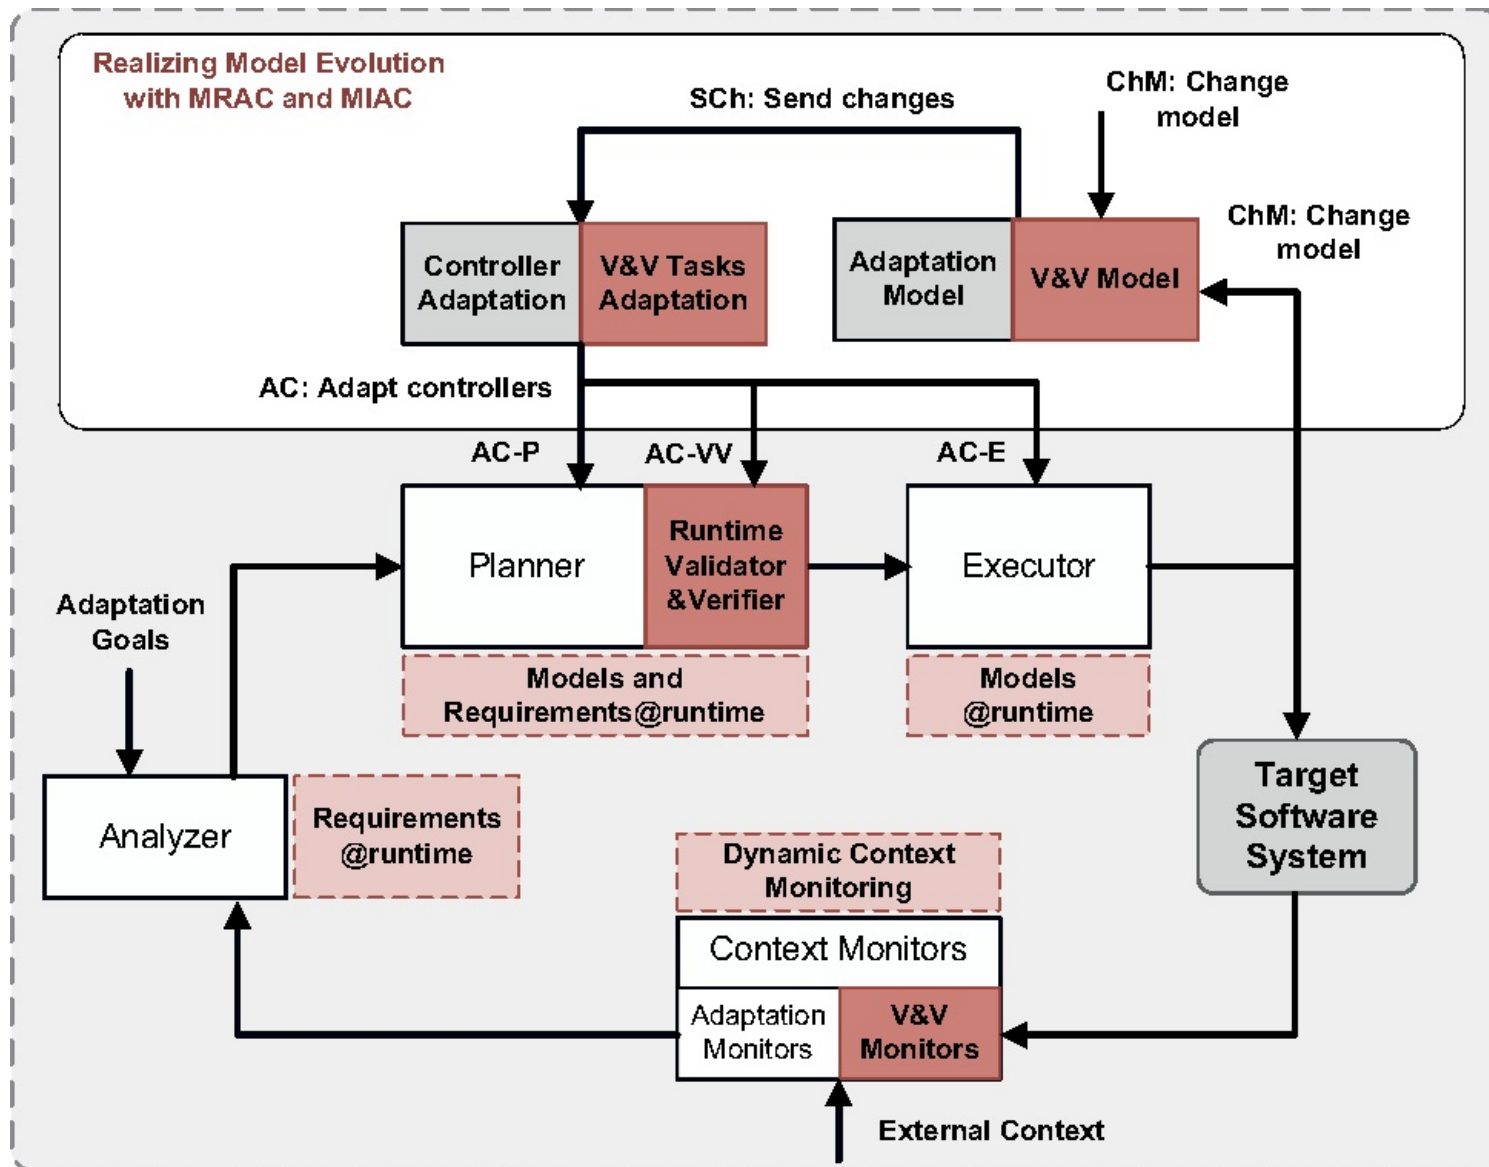 Realizing Model Evolution
with MRAC and MIAC
SCh: Send changes
ChM: Change
model
ChM: Change
model
Controller
Adaptation
V&V Tasks
Adaptation
Adaptation
Model
V&V Model
AC: Adapt controllers
AC-P
AC-VV
AC-E
Planner
Runtime
Validator
&Verifier
Executor
Adaptation
Goals
Models and
Requirements@runtime
Models
@runtime
Target
Software
System
Analyzer
Requirements
@runtime
Dynamic Context
Monitoring
Context Monitors
Adaptation
Monitors
V&V
Monitors
External Context